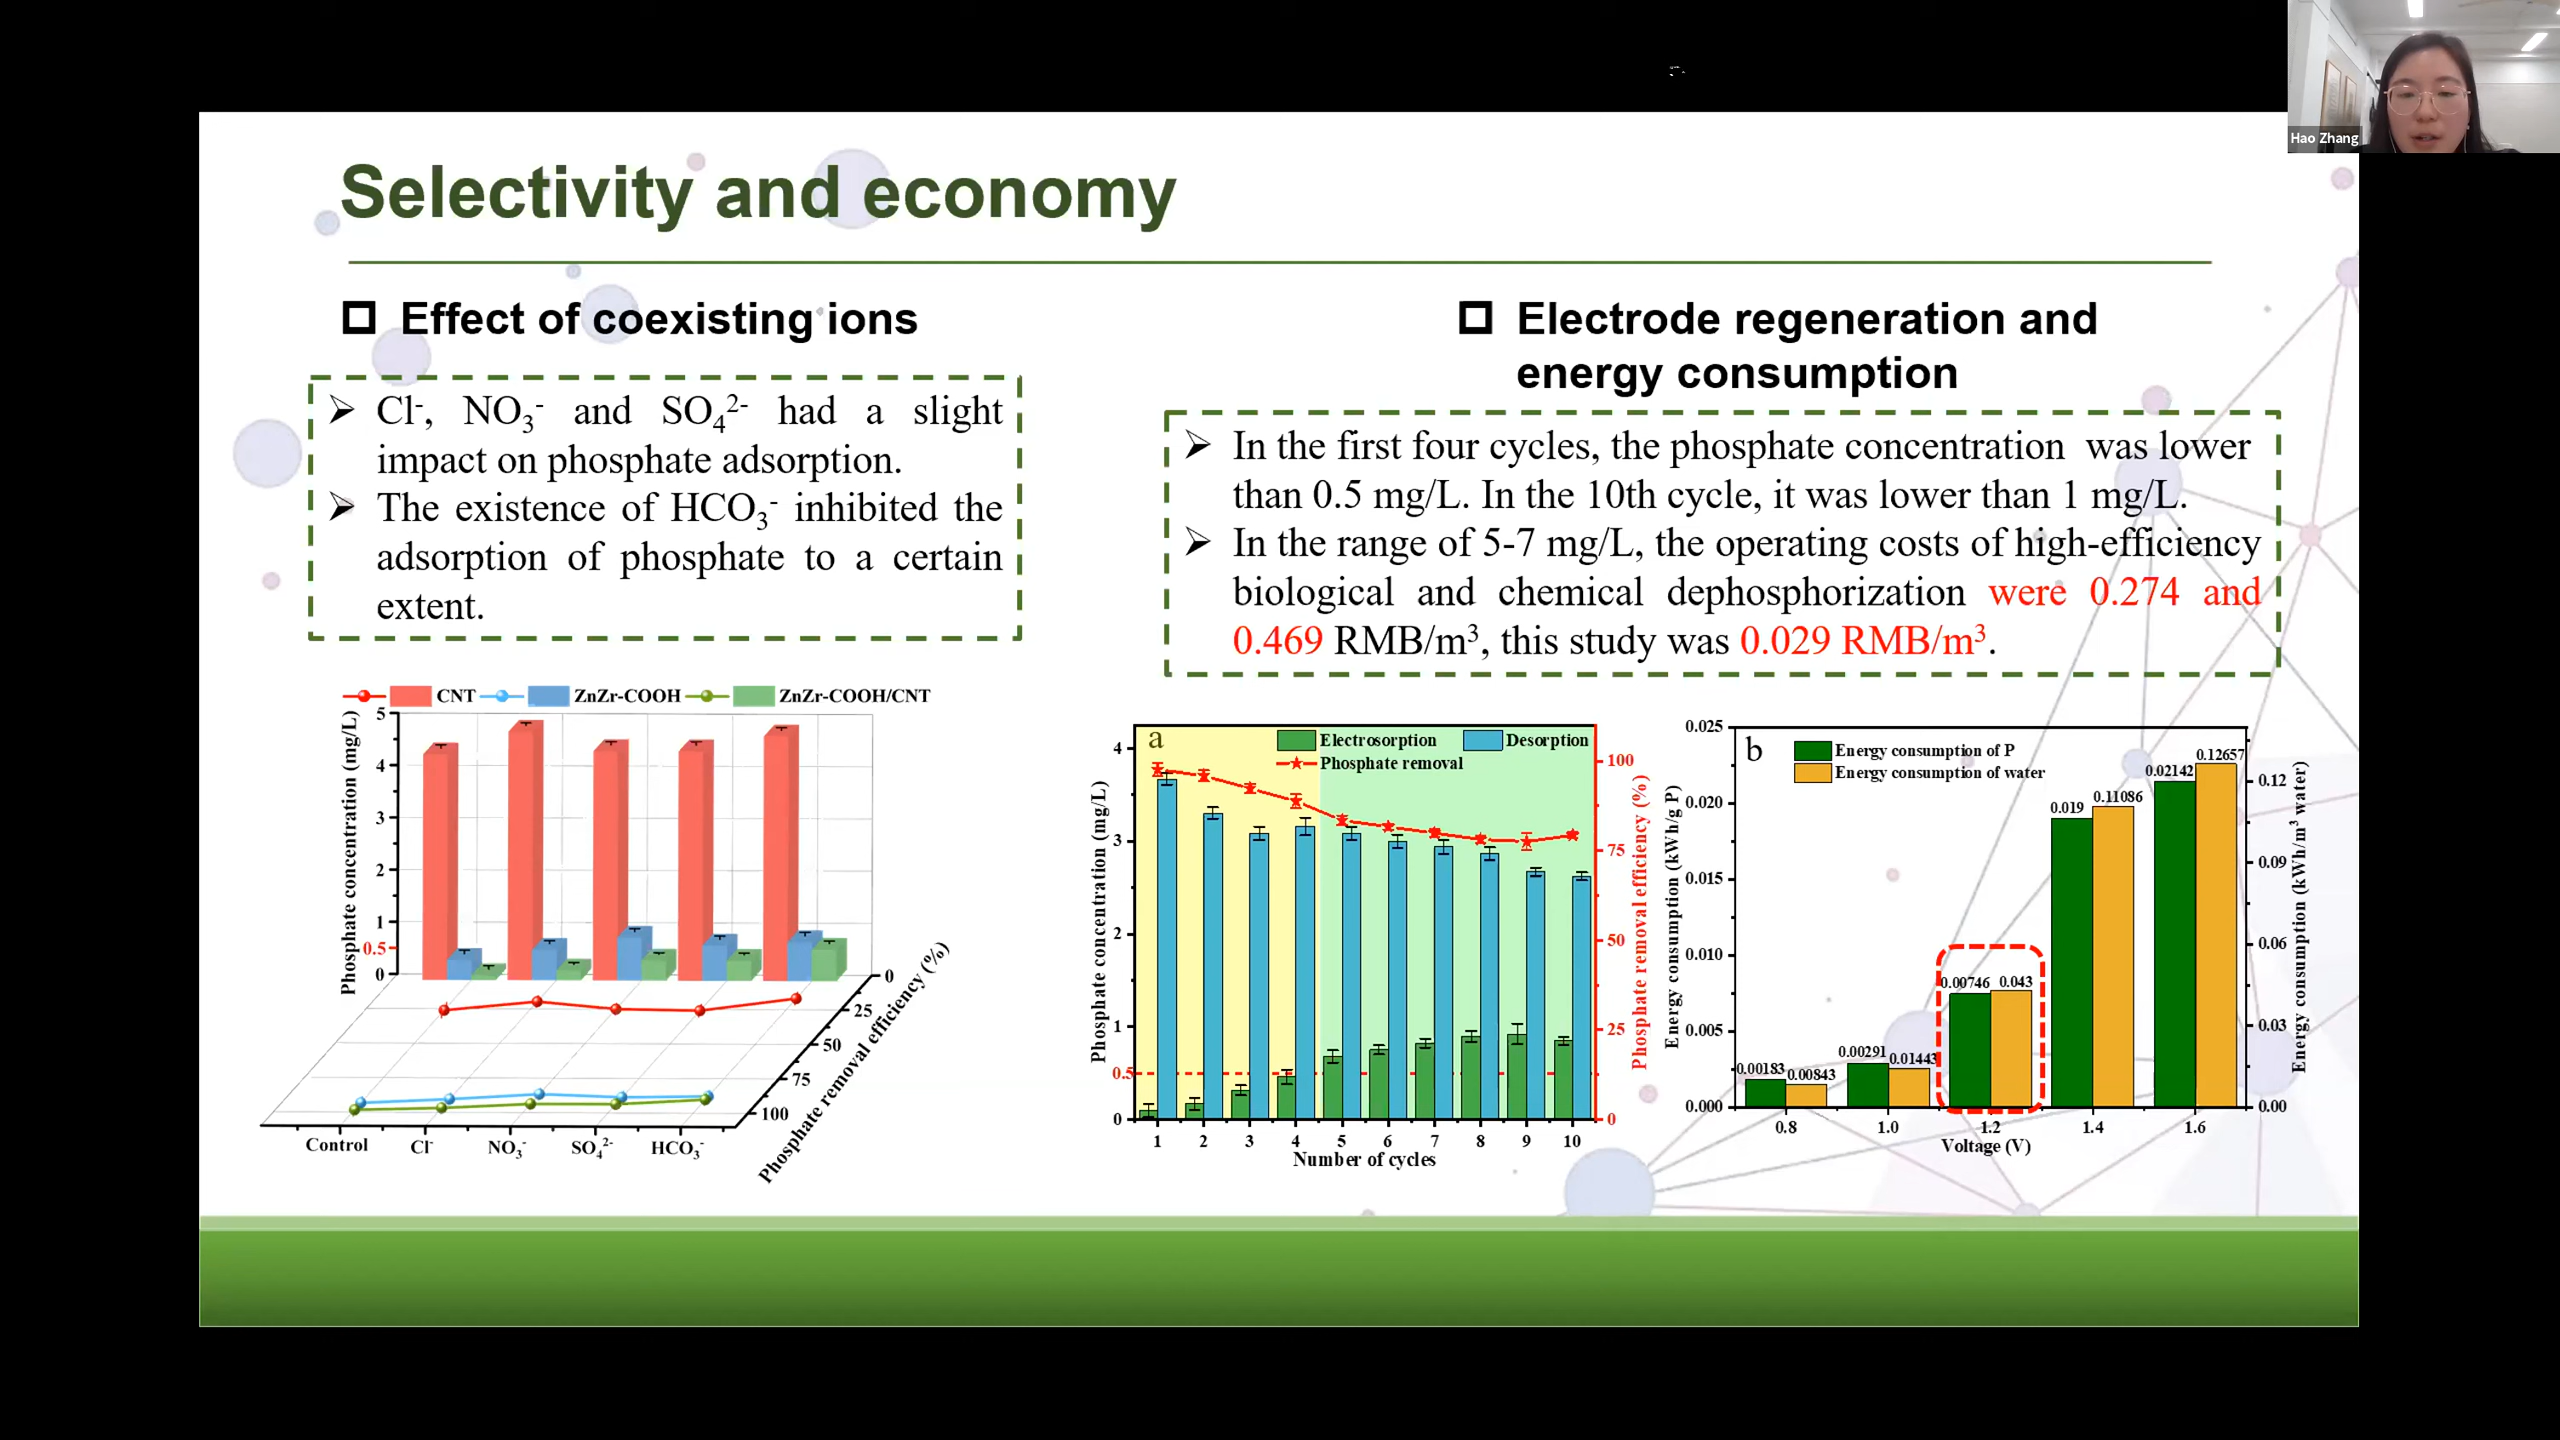 Hao Zhang
Selectivity and economy
Effect of coexisting ions
Cl⁻, NO₃⁻ and SO₄²⁻ had a slight
impact on phosphate adsorption.
The existence of HCO₃⁻ inhibited the
adsorption of phosphate to a certain
extent.
Electrode regeneration and
energy consumption
In the first four cycles, the phosphate concentration was lower
than 0.5 mg/L. In the 10th cycle, it was lower than 1 mg/L.
In the range of 5-7 mg/L, the operating costs of high-efficiency
biological and chemical dephosphorization were 0.274 and
0.469 RMB/m³, this study was 0.029 RMB/m³.
CNT ZnZr-COOH ZnZr-COOH/CNT
Phosphate concentration (mg/L)
5
4
3
2
1
0.5
0
0
25
50
75
100
Phosphate removal efficiency (%)
Control Cl⁻ NO₃⁻ SO₄²⁻ HCO₃⁻
a
Electrosorption Desorption
Phosphate removal
Phosphate concentration (mg/L)
4
3
2
1
0.5
0
100
75
50
25
0
Phosphate removal efficiency (%)
1 2 3 4 5 6 7 8 9 10
Number of cycles
b
Energy consumption of P
Energy consumption of water
Energy consumption (kWh/g P)
0.025
0.020
0.015
0.010
0.005
0.000
0.00183 0.00843
0.00291 0.01443
0.00746 0.043
0.019 0.11086
0.02142 0.12657
0.12
0.09
0.06
0.03
0.00
Energy consumption (kWh/m³ water)
0.8 1.0 1.2 1.4 1.6
Voltage (V)